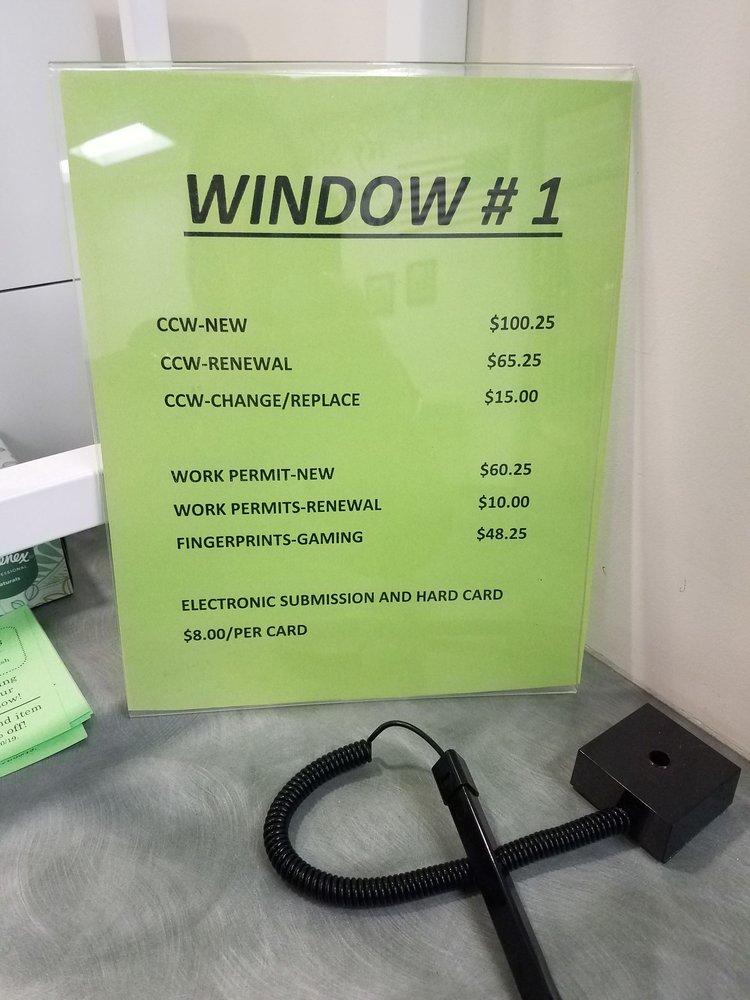 WINDOW # 1
CCW-NEW $100.25
CCW-RENEWAL $65.25
CCW-CHANGE/REPLACE $15.00
WORK PERMIT-NEW $60.25
WORK PERMITS-RENEWAL $10.00
FINGERPRINTS-GAMING $48.25
ELECTRONIC SUBMISSION AND HARD CARD
$8.00/PER CARD